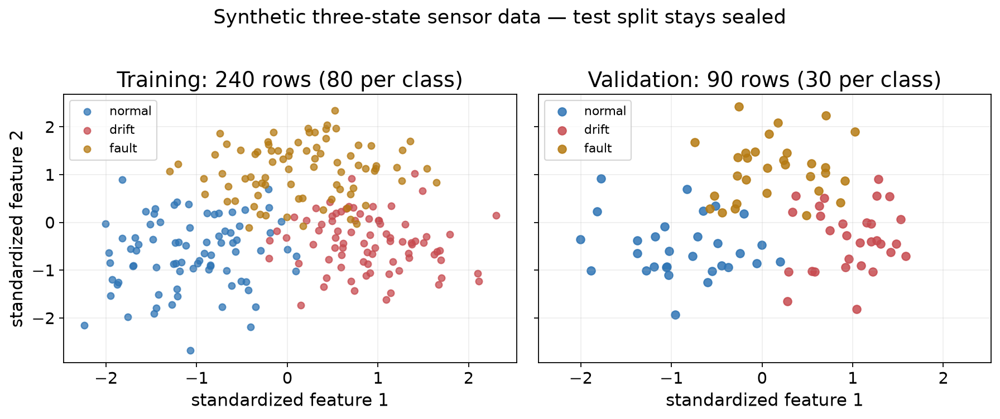 Synthetic three-state sensor data — test split stays sealed
Training: 240 rows (80 per class)
normal
drift
fault
2
1
0
−1
−2
standardized feature 2
−2 −1 0 1 2
standardized feature 1
Validation: 90 rows (30 per class)
normal
drift
fault
−2 −1 0 1 2
standardized feature 1